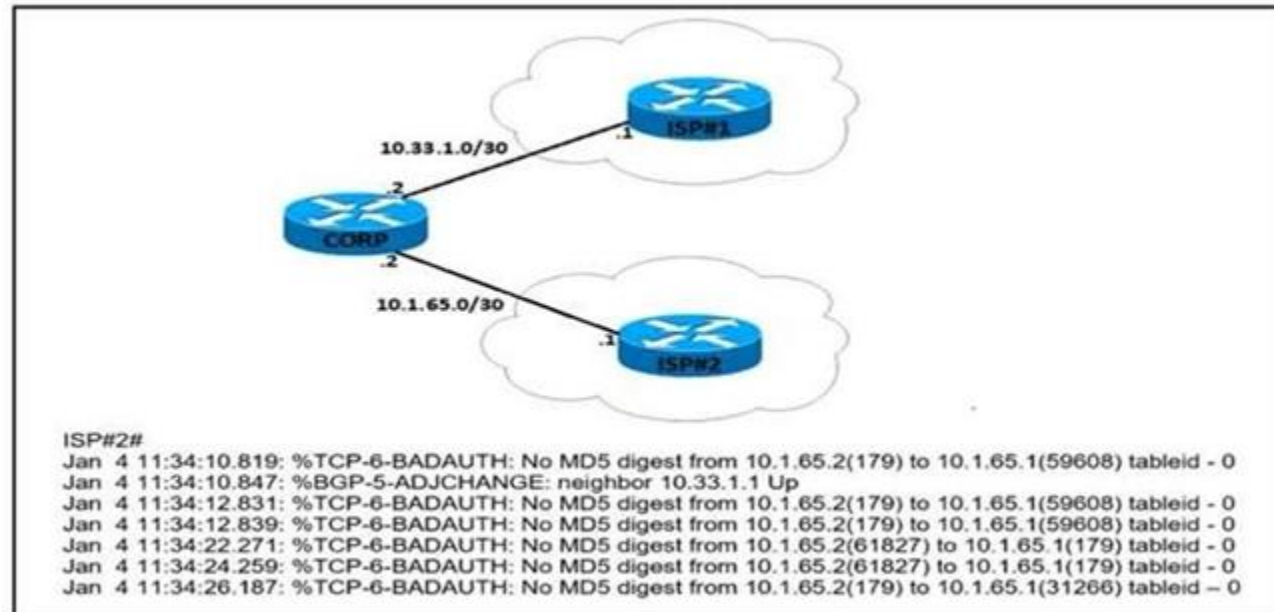 ISP#1
.1
10.33.1.0/30
.2
CORP
.2
10.1.65.0/30
.1
ISP#2
ISP#2#
Jan 4 11:34:10.819: %TCP-6-BADAUTH: No MD5 digest from 10.1.65.2(179) to 10.1.65.1(59608) tableid - 0
Jan 4 11:34:10.847: %BGP-5-ADJCHANGE: neighbor 10.33.1.1 Up
Jan 4 11:34:12.831: %TCP-6-BADAUTH: No MD5 digest from 10.1.65.2(179) to 10.1.65.1(59608) tableid - 0
Jan 4 11:34:12.839: %TCP-6-BADAUTH: No MD5 digest from 10.1.65.2(179) to 10.1.65.1(59608) tableid - 0
Jan 4 11:34:22.271: %TCP-6-BADAUTH: No MD5 digest from 10.1.65.2(61827) to 10.1.65.1(179) tableid - 0
Jan 4 11:34:24.259: %TCP-6-BADAUTH: No MD5 digest from 10.1.65.2(61827) to 10.1.65.1(179) tableid - 0
Jan 4 11:34:26.187: %TCP-6-BADAUTH: No MD5 digest from 10.1.65.2(179) to 10.1.65.1(31266) tableid – 0